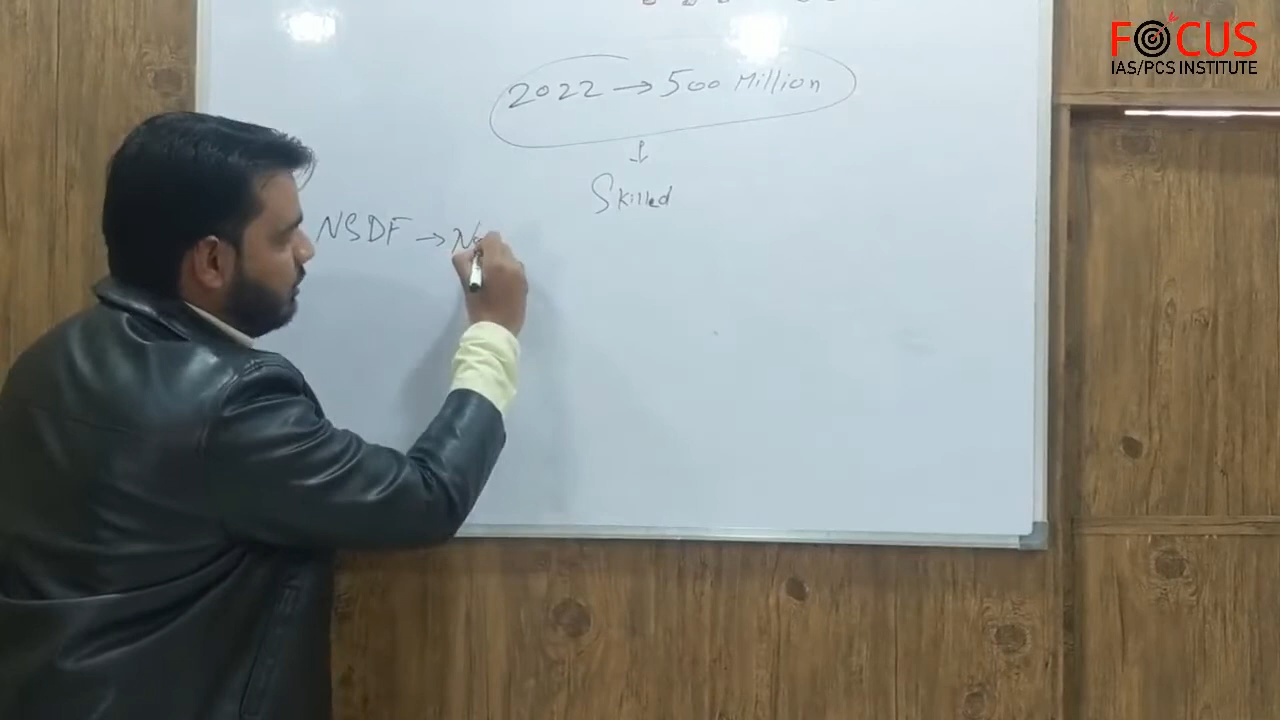 FOCUS
IAS/PCS INSTITUTE
2022 → 500 Million
↓
Skilled
NSDF →